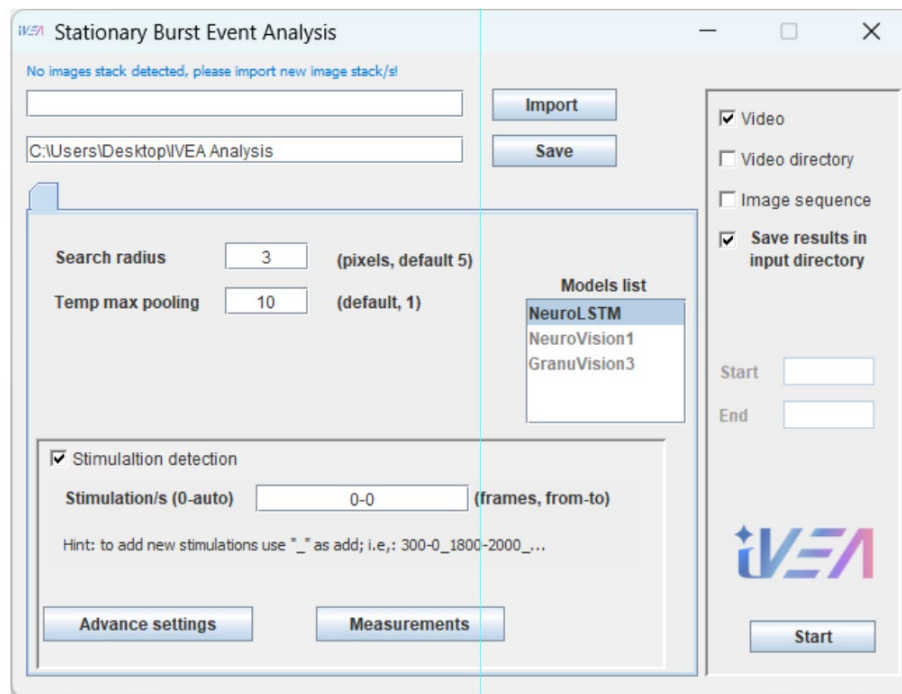 iVEA Stationary Burst Event Analysis
No images stack detected, please import new image stack/s!
Import
C:\Users\Desktop\IVEA Analysis
Save
Video
Video directory
Image sequence
Save results in
input directory
Search radius 3 (pixels, default 5)
Temp max pooling 10 (default, 1)
Models list
NeuroLSTM
NeuroVision1
GranuVision3
Start
End
Stimulaltion detection
Stimulation/s (0-auto) 0-0 (frames, from-to)
Hint: to add new stimulations use "_" as add; i.e,: 300-0_1800-2000_...
Advance settings
Measurements
iVEA
Start